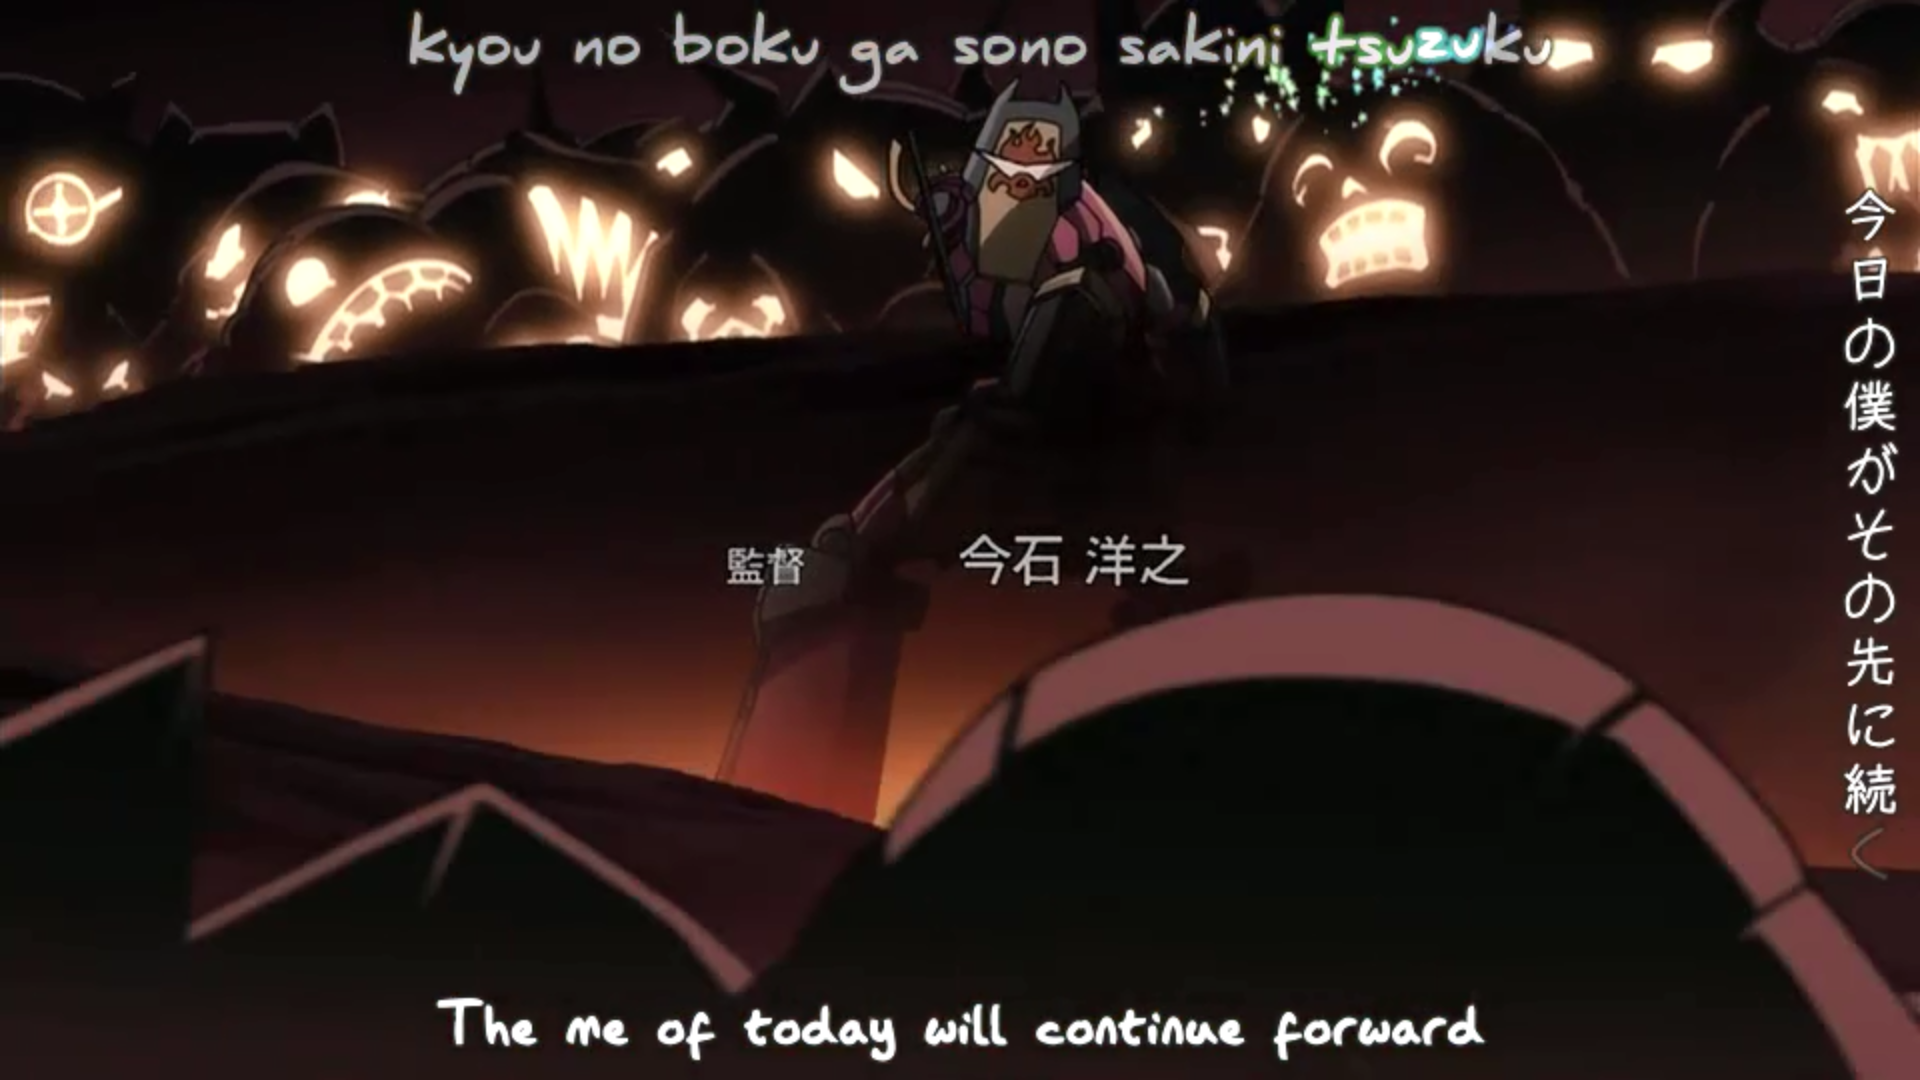 kyou no boku ga sono sakini tsuzuku
今日の僕がその先に続く
監督 今石 洋之
The me of today will continue forward